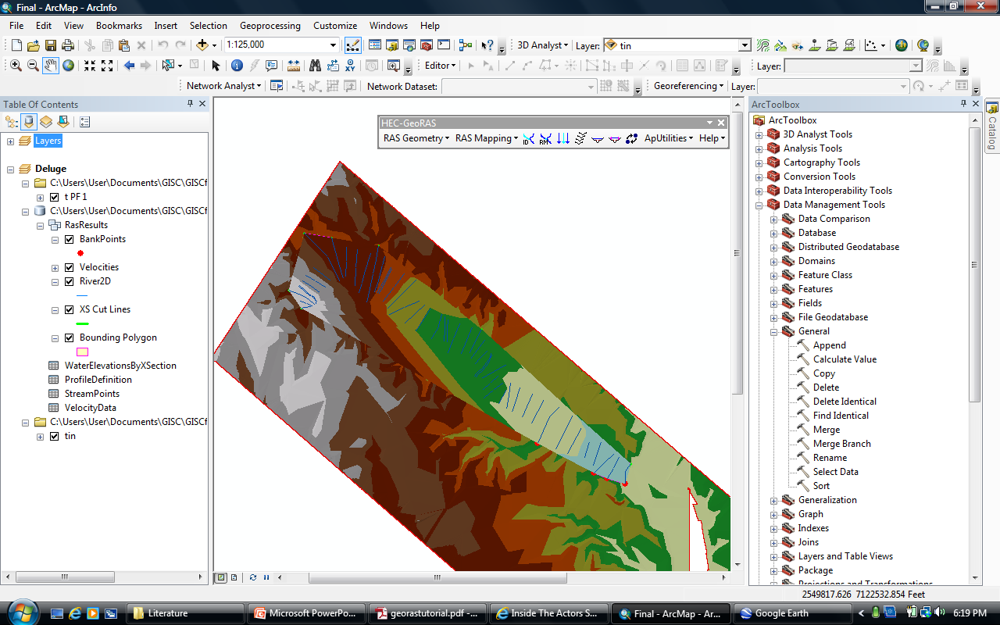 Final - ArcMap - ArcInfo
File Edit View Bookmarks Insert Selection Geoprocessing Customize Windows Help
1:125,000 3D Analyst Layer: tin
Editor Layer:
Network Analyst Network Dataset: Georeferencing Layer:
Table Of Contents
Layers
Deluge
C:\Users\User\Documents\GISC\GISCf
t PF 1
C:\Users\User\Documents\GISC\GISCf
RasResults
BankPoints
Velocities
River2D
XS Cut Lines
Bounding Polygon
WaterElevationsByXSection
ProfileDefinition
StreamPoints
VelocityData
C:\Users\User\Documents\GISC\GISCf
tin
HEC-GeoRAS
RAS Geometry RAS Mapping ID RM ApUtilities Help
ArcToolbox
ArcToolbox
3D Analyst Tools
Analysis Tools
Cartography Tools
Conversion Tools
Data Interoperability Tools
Data Management Tools
Data Comparison
Database
Distributed Geodatabase
Domains
Feature Class
Features
Fields
File Geodatabase
General
Append
Calculate Value
Copy
Delete
Delete Identical
Find Identical
Merge
Merge Branch
Rename
Select Data
Sort
Generalization
Graph
Indexes
Joins
Layers and Table Views
Package
Projections and Transformations
Catalog
2549817.626 7122532.854 Feet
Literature
Microsoft PowerPo...
georastutorial.pdf -...
Inside The Actors S...
Final - ArcMap - Ar...
Google Earth
6:19 PM